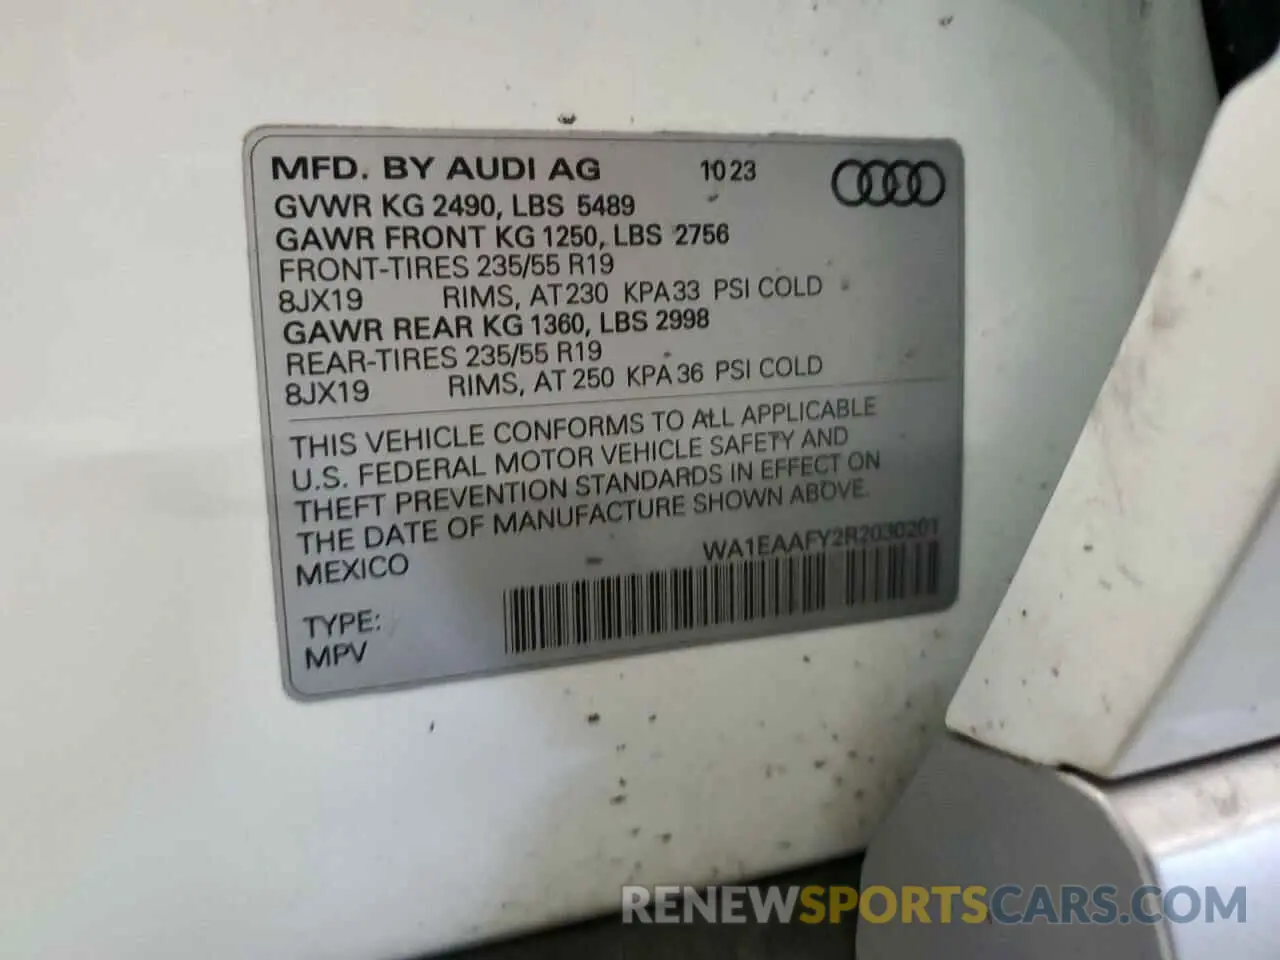 MFD. BY AUDI AG 10 23
GVWR KG 2490, LBS 5489
GAWR FRONT KG 1250, LBS 2756
FRONT-TIRES 235/55 R19
8JX19 RIMS, AT 230 KPA 33 PSI COLD
GAWR REAR KG 1360, LBS 2998
REAR-TIRES 235/55 R19
8JX19 RIMS, AT 250 KPA 36 PSI COLD
THIS VEHICLE CONFORMS TO ALL APPLICABLE
U.S. FEDERAL MOTOR VEHICLE SAFETY AND
THEFT PREVENTION STANDARDS IN EFFECT ON
THE DATE OF MANUFACTURE SHOWN ABOVE.
MEXICO WA1EAAFY2R2030201
TYPE:
MPV
RENEWSPORTSCARS.COM